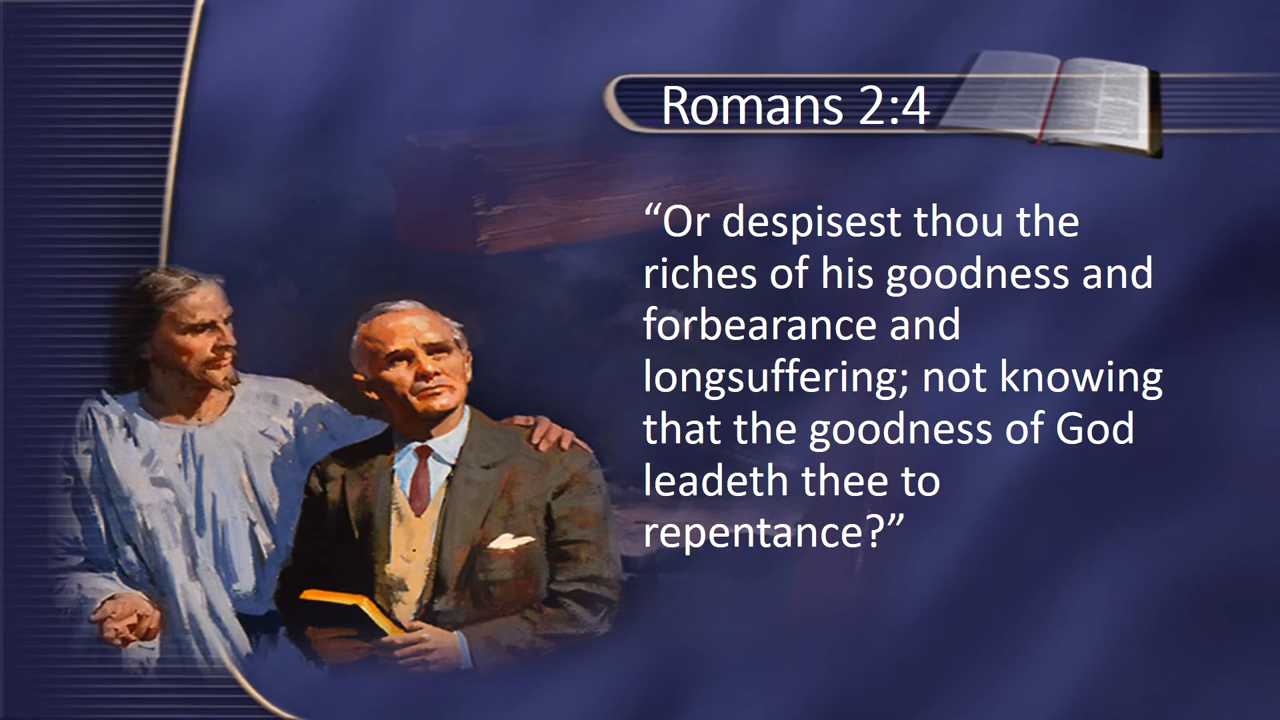 Romans 2:4
“Or despisest thou the
riches of his goodness and
forbearance and
longsuffering; not knowing
that the goodness of God
leadeth thee to
repentance?”